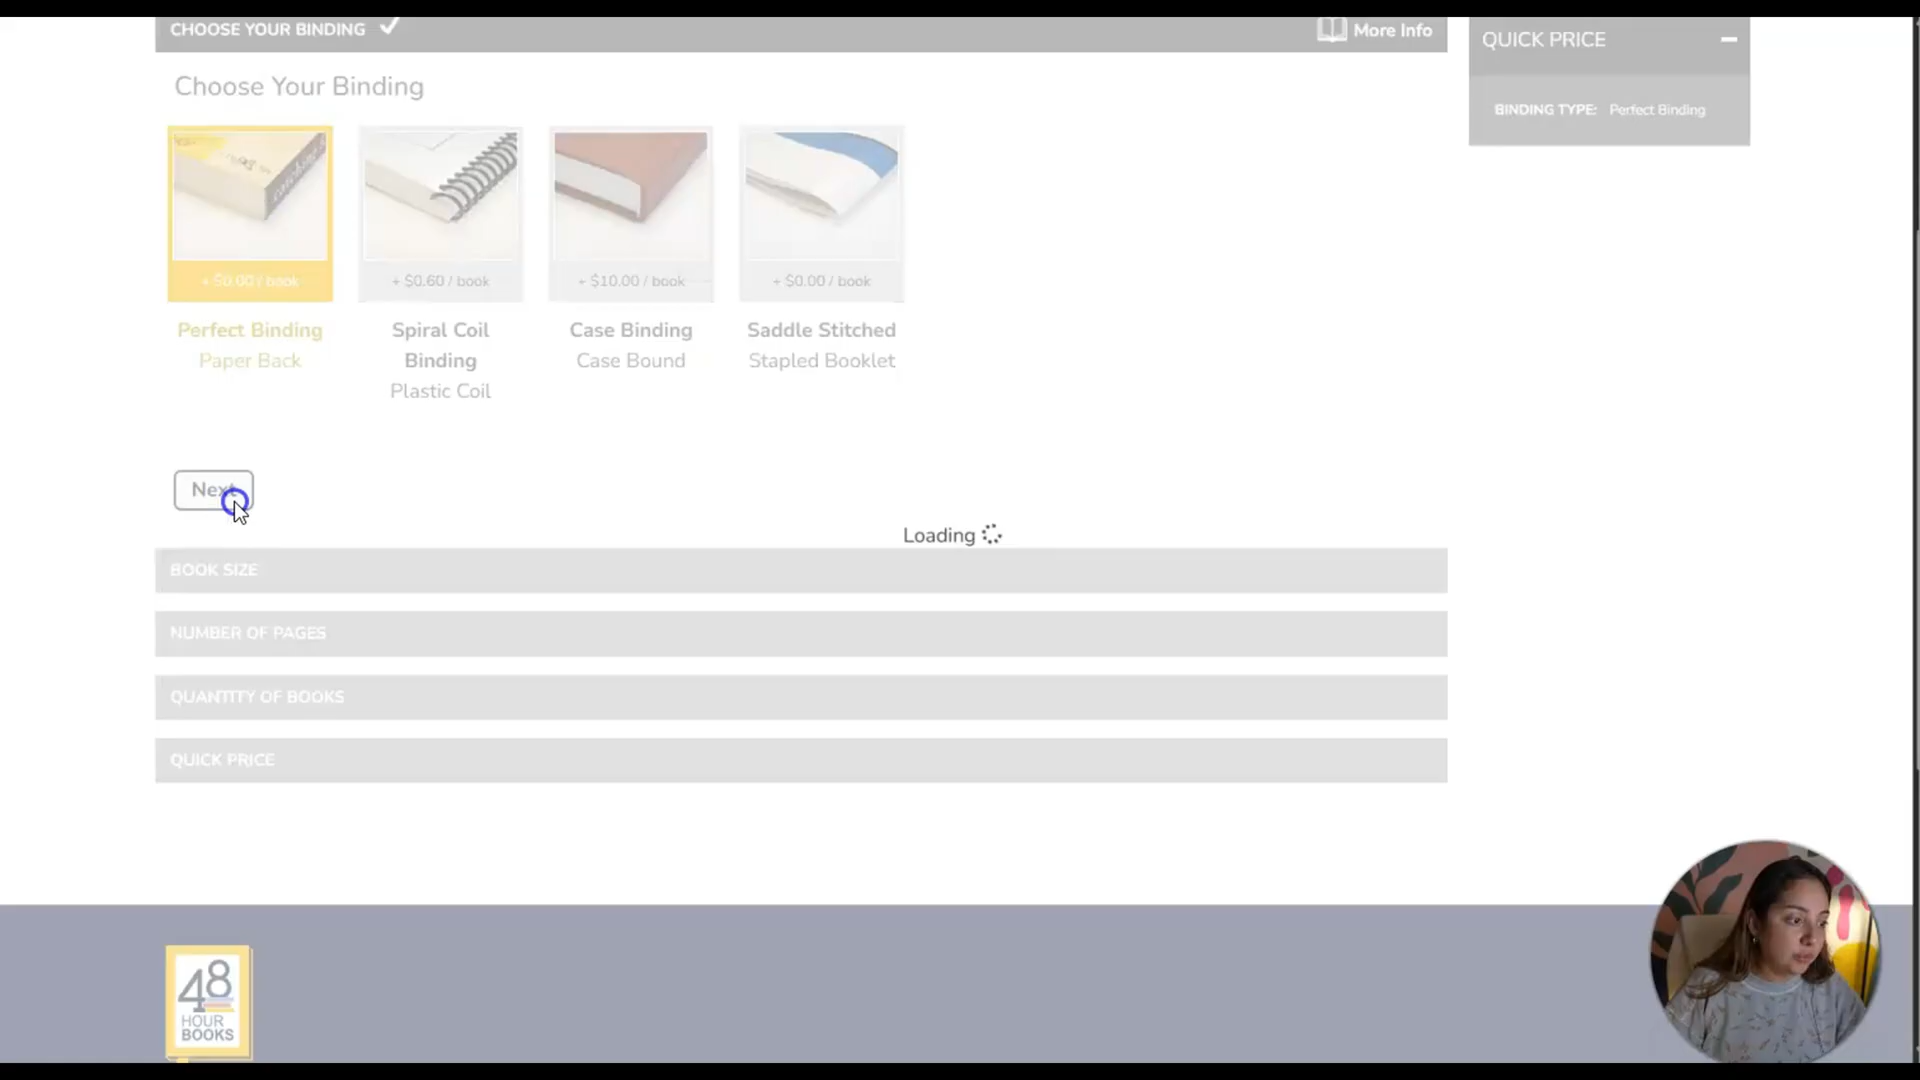 CHOOSE YOUR BINDING
More Info
QUICK PRICE
Choose Your Binding
BINDING TYPE: Perfect Binding
+ $0.00 / book
+ $0.60 / book
+ $10.00 / book
+ $0.00 / book
Perfect Binding
Paper Back
Spiral Coil
Binding
Plastic Coil
Case Binding
Case Bound
Saddle Stitched
Stapled Booklet
Next
Loading
BOOK SIZE
NUMBER OF PAGES
QUANTITY OF BOOKS
QUICK PRICE
48
HOUR
BOOKS